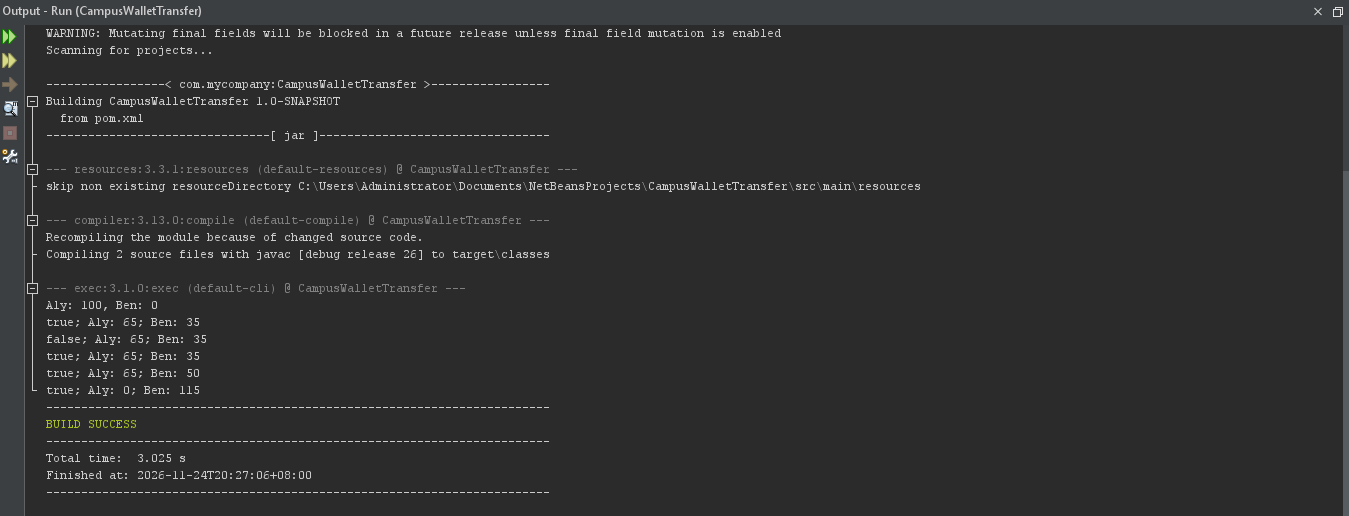 Output - Run (CampusWalletTransfer)
WARNING: Mutating final fields will be blocked in a future release unless final field mutation is enabled
Scanning for projects...
-----------------< com.mycompany:CampusWalletTransfer >-----------------
Building CampusWalletTransfer 1.0-SNAPSHOT
  from pom.xml
--------------------------------[ jar ]---------------------------------
--- resources:3.3.1:resources (default-resources) @ CampusWalletTransfer ---
skip non existing resourceDirectory C:\Users\Administrator\Documents\NetBeansProjects\CampusWalletTransfer\src\main\resources
--- compiler:3.13.0:compile (default-compile) @ CampusWalletTransfer ---
Recompiling the module because of changed source code.
Compiling 2 source files with javac [debug release 26] to target\classes
--- exec:3.1.0:exec (default-cli) @ CampusWalletTransfer ---
Aly: 100, Ben: 0
true; Aly: 65; Ben: 35
false; Aly: 65; Ben: 35
true; Aly: 65; Ben: 35
true; Aly: 65; Ben: 50
true; Aly: 0; Ben: 115
------------------------------------------------------------------------
BUILD SUCCESS
------------------------------------------------------------------------
Total time:  3.025 s
Finished at: 2026-11-24T20:27:06+08:00
------------------------------------------------------------------------